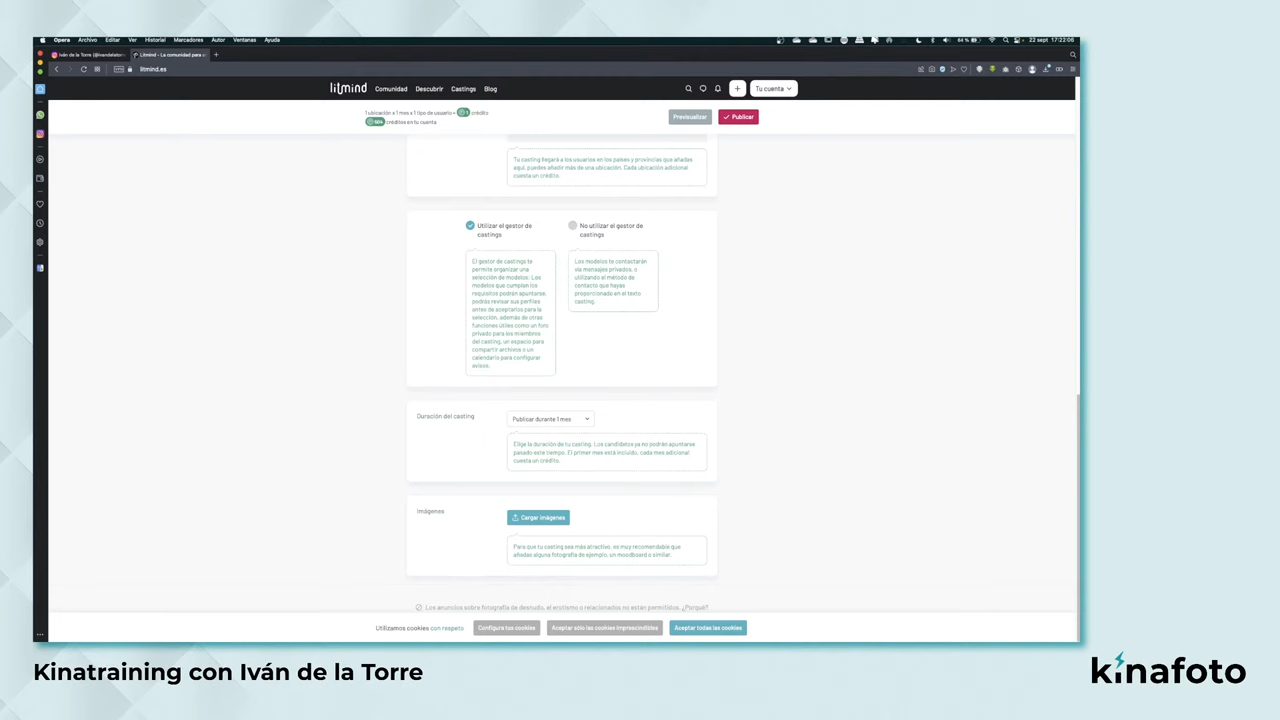 Opera Archivo Editar Ver Historial Marcadores Autor Ventanas Ayuda
64 % 22 sept 17:22:06
Iván de la Torre (@ivandelator
Litmind - La comunidad para u
litmind.es
litmind Comunidad Descubrir Castings Blog
Tu cuenta
1 ubicación x 1 mes x 1 tipo de usuario = 1 crédito
créditos en tu cuenta
Previsualizar
Publicar
Tu casting llegará a los usuarios en los países y provincias que añadas
aquí, puedes añadir más de una ubicación. Cada ubicación adicional
cuesta un crédito.
Utilizar el gestor de
castings
No utilizar el gestor de
castings
El gestor de castings te
permite organizar una
selección de modelos. Los
modelos que cumplan los
requisitos podrán apuntarse,
podrás revisar sus perfiles
antes de aceptarlos para la
selección, además de otras
funciones útiles como un foro
privado para los miembros
del casting, un espacio para
compartir archivos o un
calendario para configurar
avisos.
Los modelos te contactarán
vía mensajes privados, o
utilizando el método de
contacto que hayas
proporcionado en el texto
casting.
Duración del casting
Publicar durante 1 mes
Elige la duración de tu casting. Los candidatos ya no podrán apuntarse
pasado este tiempo. El primer mes está incluido, cada mes adicional
cuesta un crédito.
Imágenes
Cargar imágenes
Para que tu casting sea más atractivo, es muy recomendable que
añadas alguna fotografía de ejemplo, un moodboard o similar.
Los anuncios sobre fotografía de desnudo, el erotismo o relacionados no están permitidos. ¿Porqué?
Utilizamos cookies con respeto
Configura tus cookies
Aceptar sólo las cookies imprescindibles
Aceptar todas las cookies
Kinatraining con Iván de la Torre
kinafoto